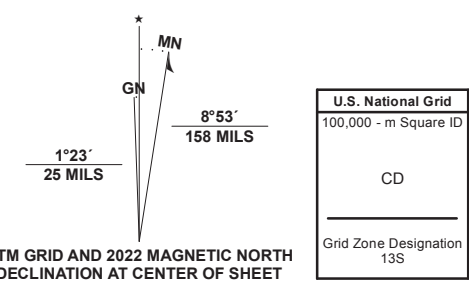 ★
MN
GN
8°53´
158 MILS
1°23´
25 MILS
TM GRID AND 2022 MAGNETIC NORTH
DECLINATION AT CENTER OF SHEET
U.S. National Grid
100,000 - m Square ID
CD
Grid Zone Designation
13S